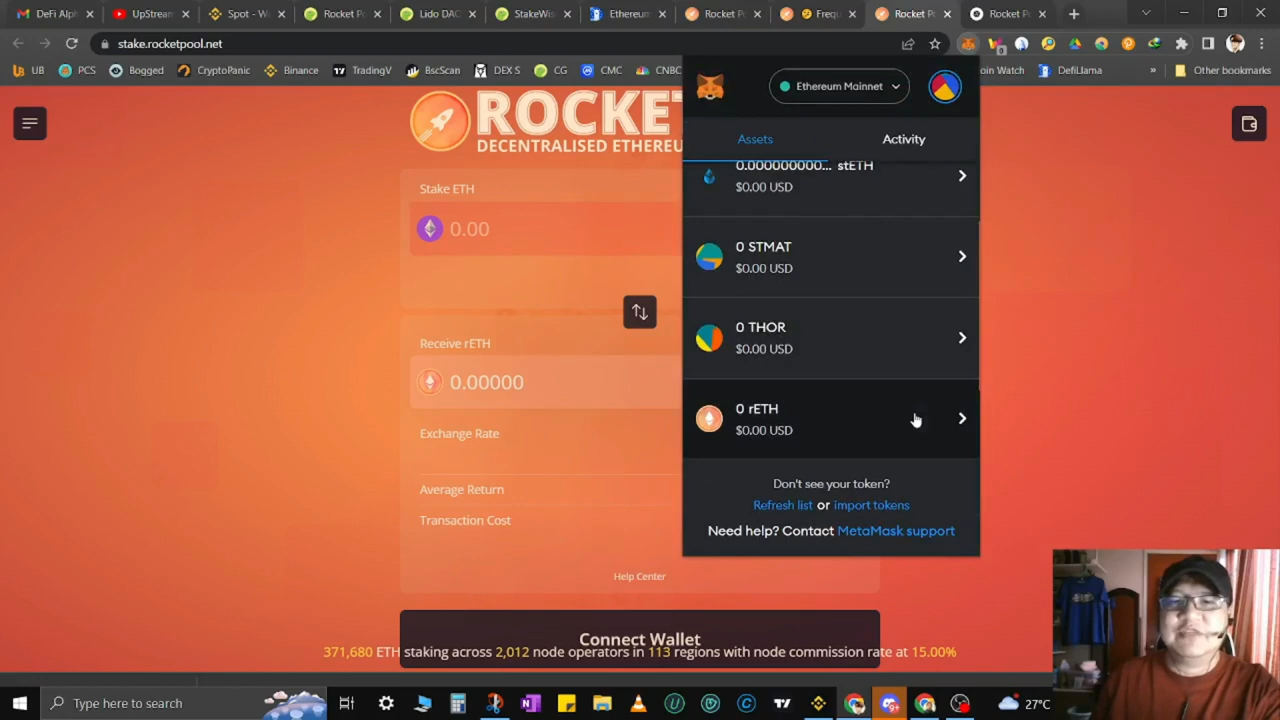 DeFi Alph
UpStream
Spot - W
Rocket Po
Lido DAC
StakeWis
Ethereum
Rocket P
Frequ
Rocket P
Rocket Po
stake.rocketpool.net
UB
PCS
Bogged
CryptoPanic
Binance
TradingV
BscScan
DEX S
CG
CMC
CNBC
oin Watch
DefiLlama
»
Other bookmarks
ROCKET
DECENTRALISED ETHEREU
Stake ETH
0.00
Receive rETH
0.00000
Exchange Rate
Average Return
Transaction Cost
Help Center
Connect Wallet
371,680 ETH staking across 2,012 node operators in 113 regions with node commission rate at 15.00%
Ethereum Mainnet
Assets
Activity
0.000000000... stETH
$0.00 USD
0 STMAT
$0.00 USD
0 THOR
$0.00 USD
0 rETH
$0.00 USD
Don't see your token?
Refresh list or import tokens
Need help? Contact MetaMask support
Type here to search
27°C